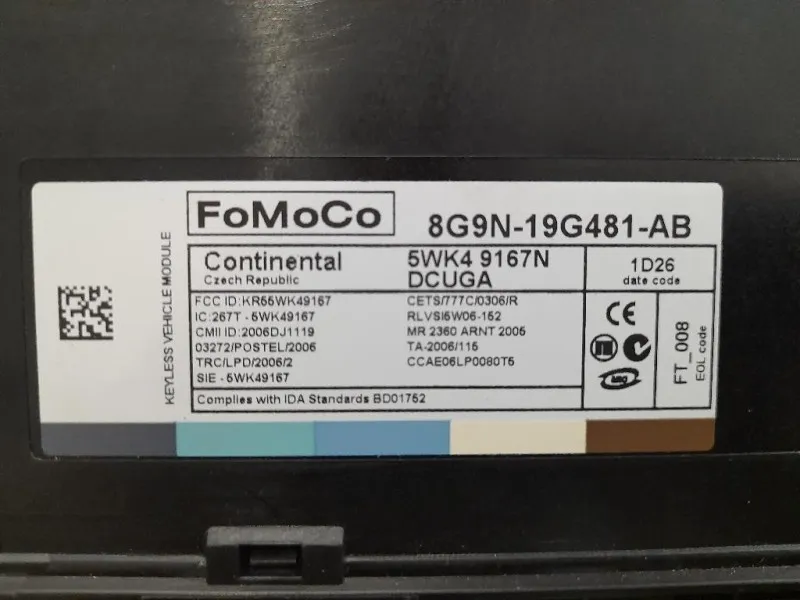 FoMoCo
8G9N-19G481-AB
KEYLESS VEHICLE MODULE
Continental
Czech Republic
5WK4 9167N
DCUGA
1D26
date code
FCC ID:KR55WK49167
IC:267T - 5WK49167
CMII ID:2006DJ1119
03272/POSTEL/2006
TRC/LPD/2006/2
SIE - 5WK49167
CETS/777C/0306/R
RLVSI5W06-152
MR 2360 ARNT 2005
TA-2006/115
CCAE06LP0080T5
Complies with IDA Standards BD01752
CE
FT_008
EOL code